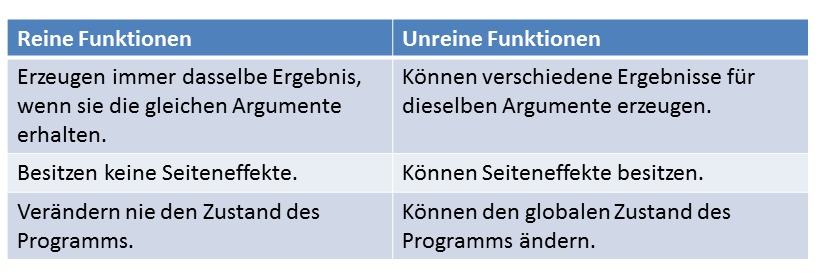 Reine Funktionen
Unreine Funktionen
Erzeugen immer dasselbe Ergebnis,
wenn sie die gleichen Argumente
erhalten.
Können verschiedene Ergebnisse für
dieselben Argumente erzeugen.
Besitzen keine Seiteneffekte.
Können Seiteneffekte besitzen.
Verändern nie den Zustand des
Programms.
Können den globalen Zustand des
Programms ändern.